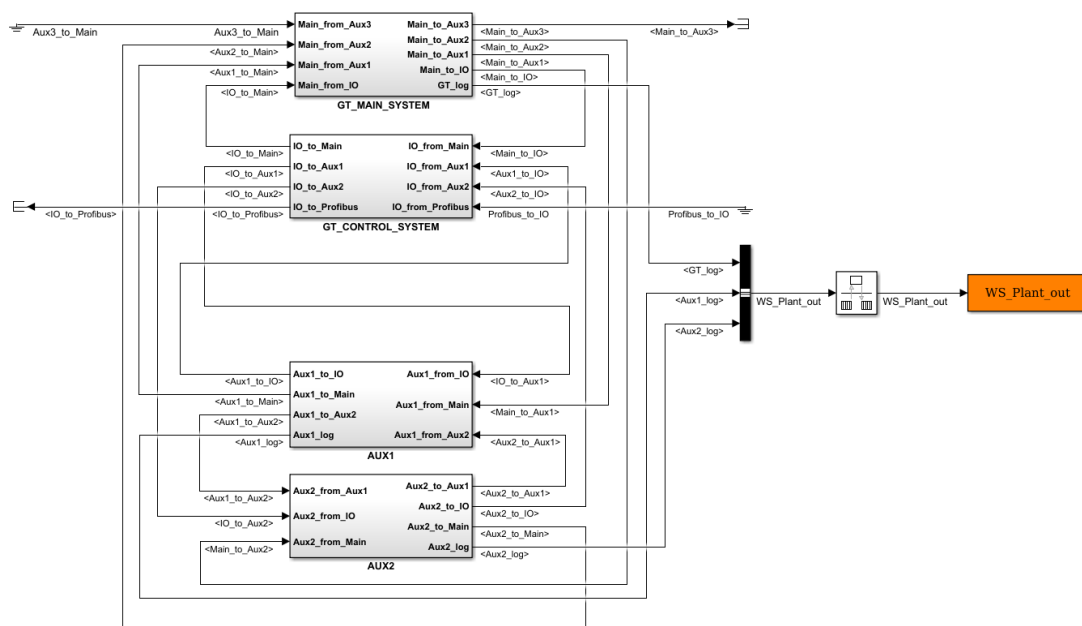 Aux3_to_Main
Aux3_to_Main
<Aux2_to_Main>
<Aux1_to_Main>
<IO_to_Main>
Main_from_Aux3
Main_from_Aux2
Main_from_Aux1
Main_from_IO
Main_to_Aux3
Main_to_Aux2
Main_to_Aux1
Main_to_IO
GT_log
GT_MAIN_SYSTEM
<Main_to_Aux3>
<Main_to_Aux2>
<Main_to_Aux1>
<Main_to_IO>
<GT_log>
<Main_to_Aux3>
<IO_to_Main>
<IO_to_Aux1>
<IO_to_Aux2>
<IO_to_Profibus>
<IO_to_Profibus>
IO_to_Main
IO_to_Aux1
IO_to_Aux2
IO_to_Profibus
IO_from_Main
IO_from_Aux1
IO_from_Aux2
IO_from_Profibus
GT_CONTROL_SYSTEM
<Main_to_IO>
<Aux1_to_IO>
<Aux2_to_IO>
Profibus_to_IO
Profibus_to_IO
<GT_log>
<Aux1_log>
<Aux2_log>
WS_Plant_out
WS_Plant_out
WS_Plant_out
<Aux1_to_IO>
<Aux1_to_Main>
<Aux1_to_Aux2>
<Aux1_log>
Aux1_to_IO
Aux1_to_Main
Aux1_to_Aux2
Aux1_log
Aux1_from_IO
Aux1_from_Main
Aux1_from_Aux2
AUX1
<IO_to_Aux1>
<Main_to_Aux1>
<Aux2_to_Aux1>
<Aux1_to_Aux2>
<IO_to_Aux2>
<Main_to_Aux2>
Aux2_from_Aux1
Aux2_from_IO
Aux2_from_Main
Aux2_to_Aux1
Aux2_to_IO
Aux2_to_Main
Aux2_log
AUX2
<Aux2_to_Aux1>
<Aux2_to_IO>
<Aux2_to_Main>
<Aux2_log>